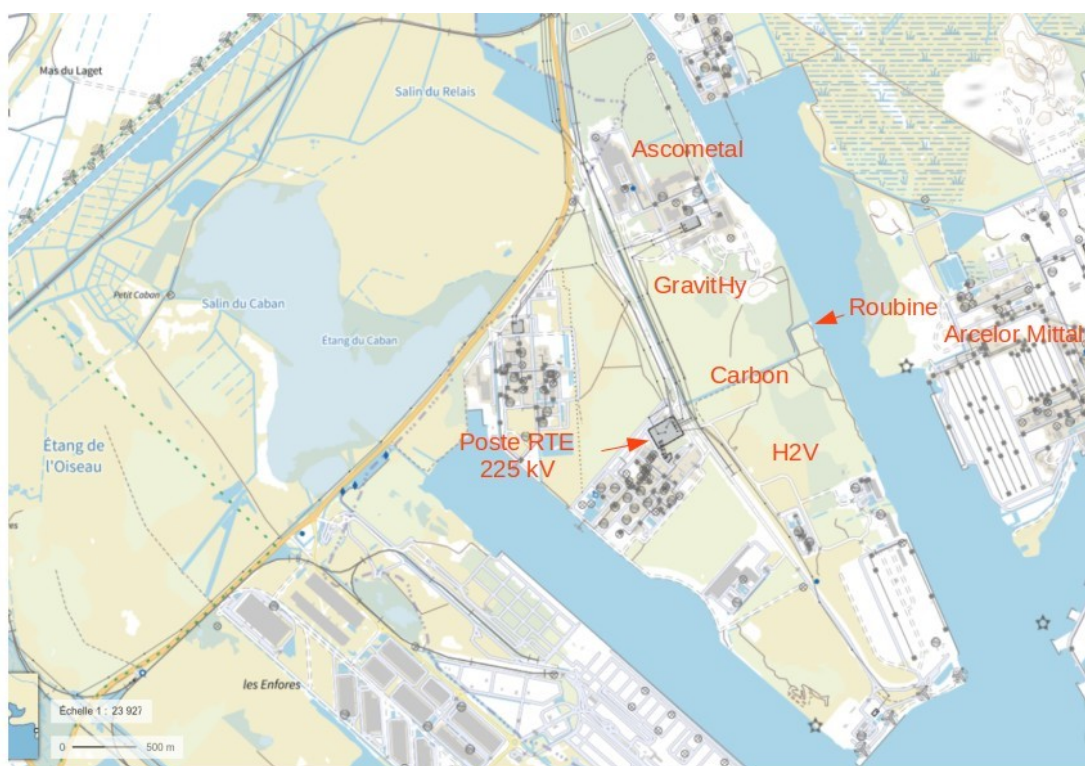 Mas du Laget
Salin du Relais
Ascometal
Petit Caban
Salin du Caban
GravitHy
Roubine
Étang du Caban
Arcelor Mittal
Carbon
Étang de
l'Oiseau
Poste RTE
225 kV
H2V
les Enfores
Échelle 1 : 23 927
0 500 m